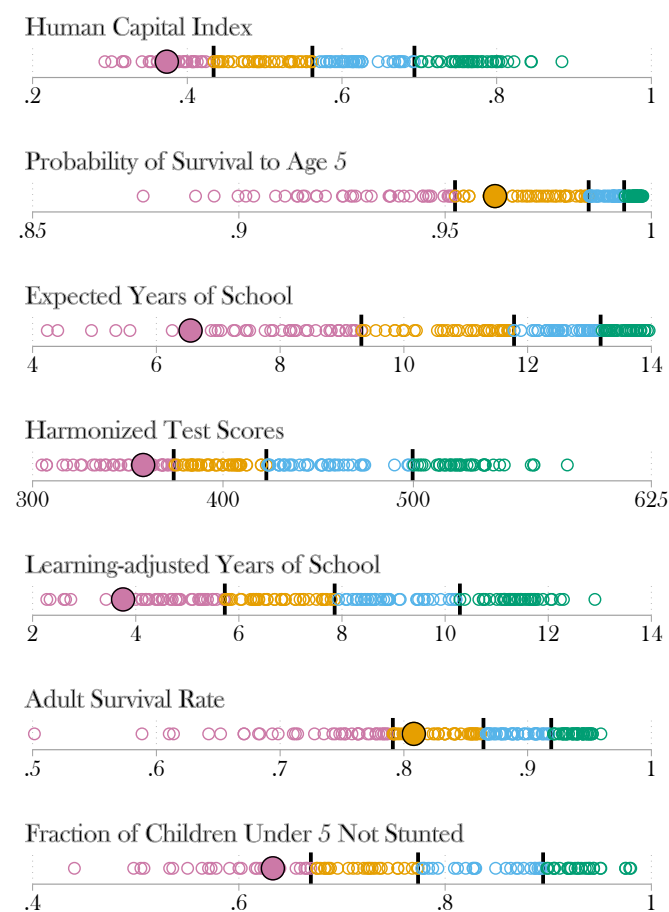 Human Capital Index
.2 .4 .6 .8 1
Probability of Survival to Age 5
.85 .9 .95 1
Expected Years of School
4 6 8 10 12 14
Harmonized Test Scores
300 400 500 625
Learning-adjusted Years of School
2 4 6 8 10 12 14
Adult Survival Rate
.5 .6 .7 .8 .9 1
Fraction of Children Under 5 Not Stunted
.4 .6 .8 1